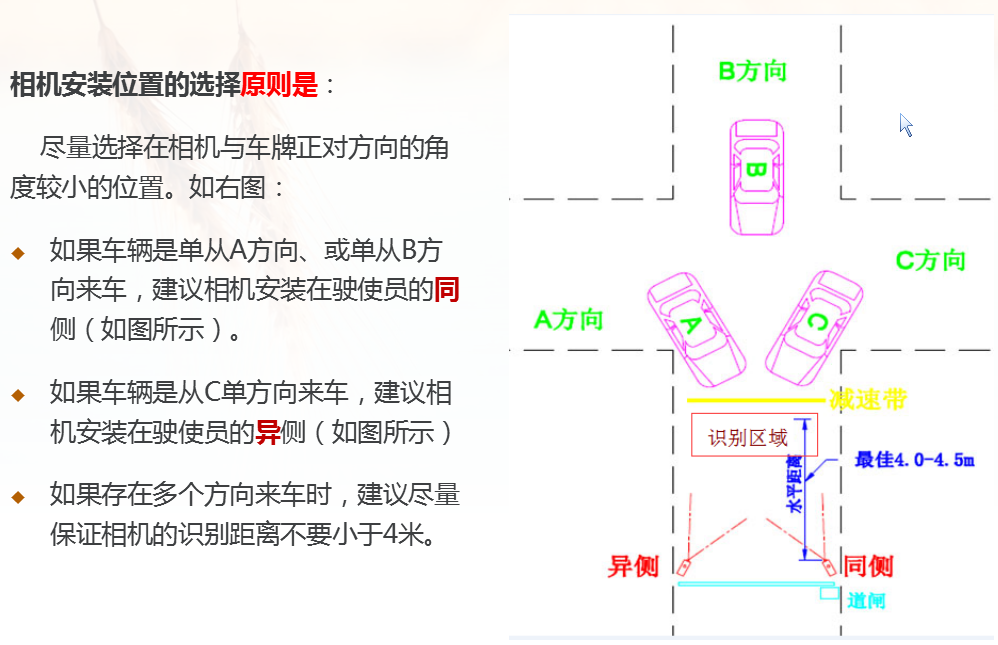 相机安装位置的选择原则是：
尽量选择在相机与车牌正对方向的角
度较小的位置。如右图：
如果车辆是单从A方向、或单从B方
向来车，建议相机安装在驶使员的同
侧（如图所示）。
如果车辆是从C单方向来车，建议相
机安装在驶使员的异侧（如图所示）
如果存在多个方向来车时，建议尽量
保证相机的识别距离不要小于4米。
B方向
B
C方向
A方向
A
C
减速带
识别区域
水平距离
最佳4.0-4.5m
异侧
同侧
道闸